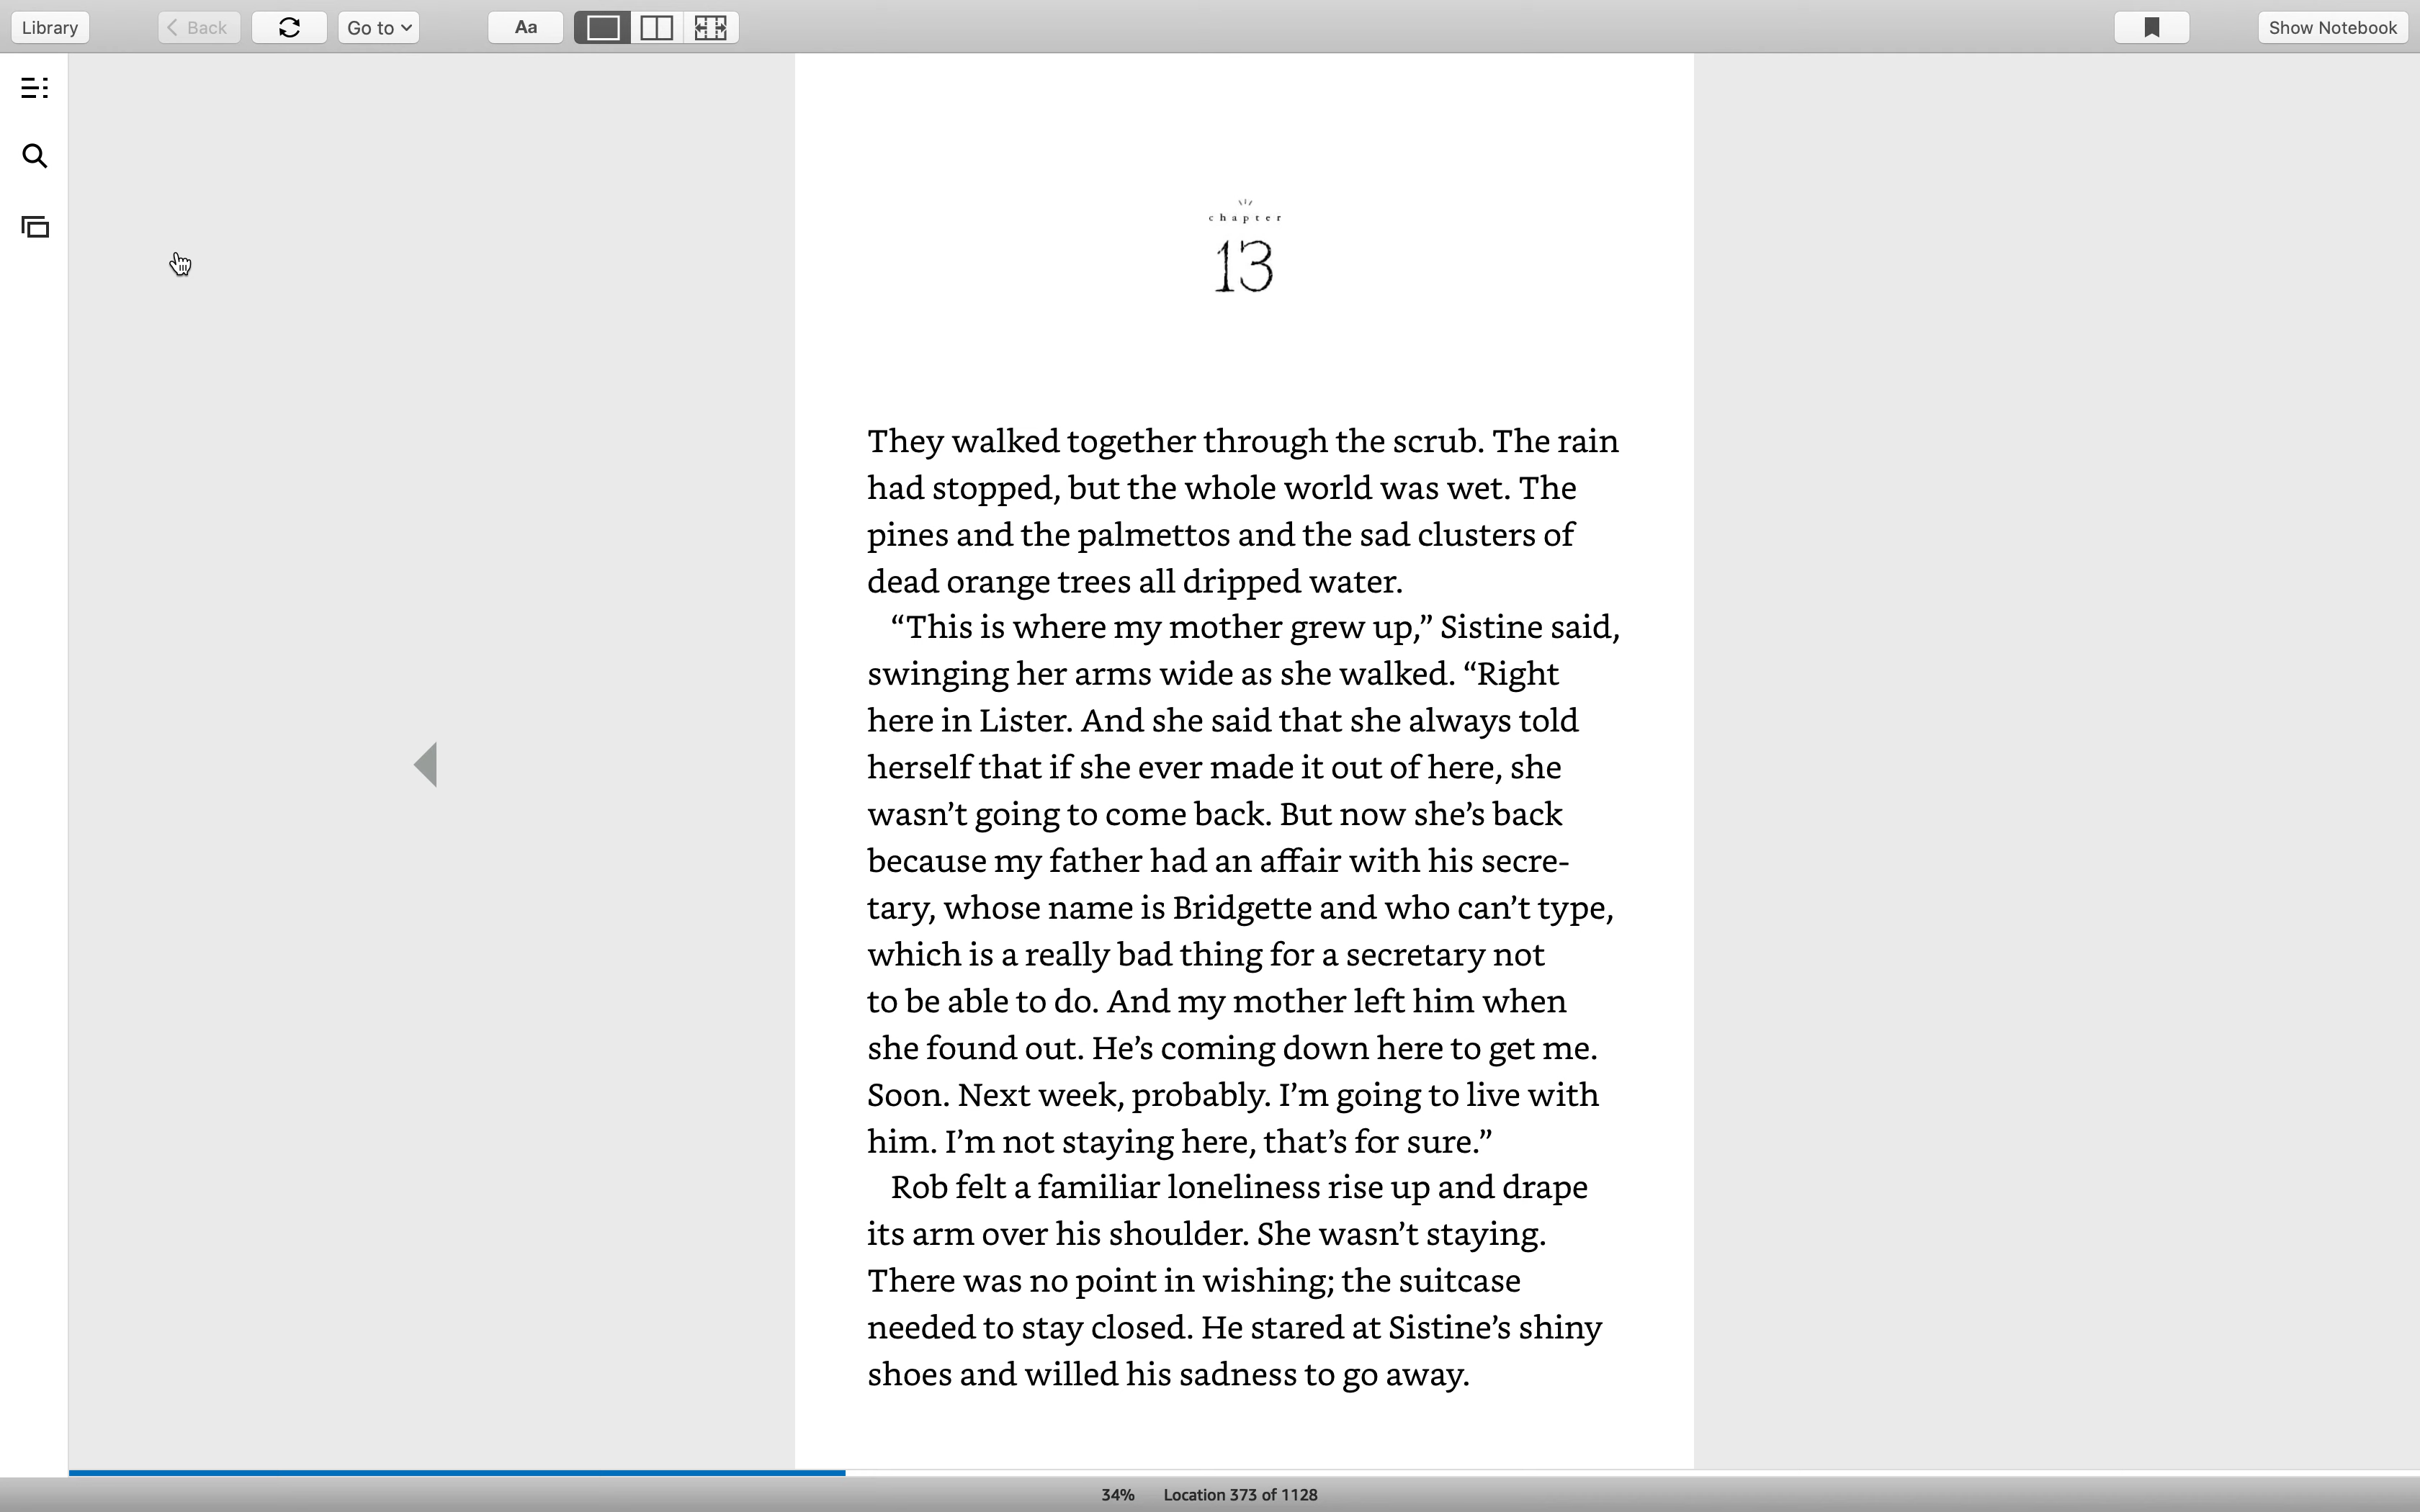 Library
Back
Go to
Aa
Show Notebook
chapter
13
They walked together through the scrub. The rain
had stopped, but the whole world was wet. The
pines and the palmettos and the sad clusters of
dead orange trees all dripped water.
“This is where my mother grew up,” Sistine said,
swinging her arms wide as she walked. “Right
here in Lister. And she said that she always told
herself that if she ever made it out of here, she
wasn’t going to come back. But now she’s back
because my father had an affair with his secre-
tary, whose name is Bridgette and who can’t type,
which is a really bad thing for a secretary not
to be able to do. And my mother left him when
she found out. He’s coming down here to get me.
Soon. Next week, probably. I’m going to live with
him. I’m not staying here, that’s for sure.”
Rob felt a familiar loneliness rise up and drape
its arm over his shoulder. She wasn’t staying.
There was no point in wishing; the suitcase
needed to stay closed. He stared at Sistine’s shiny
shoes and willed his sadness to go away.
34% Location 373 of 1128